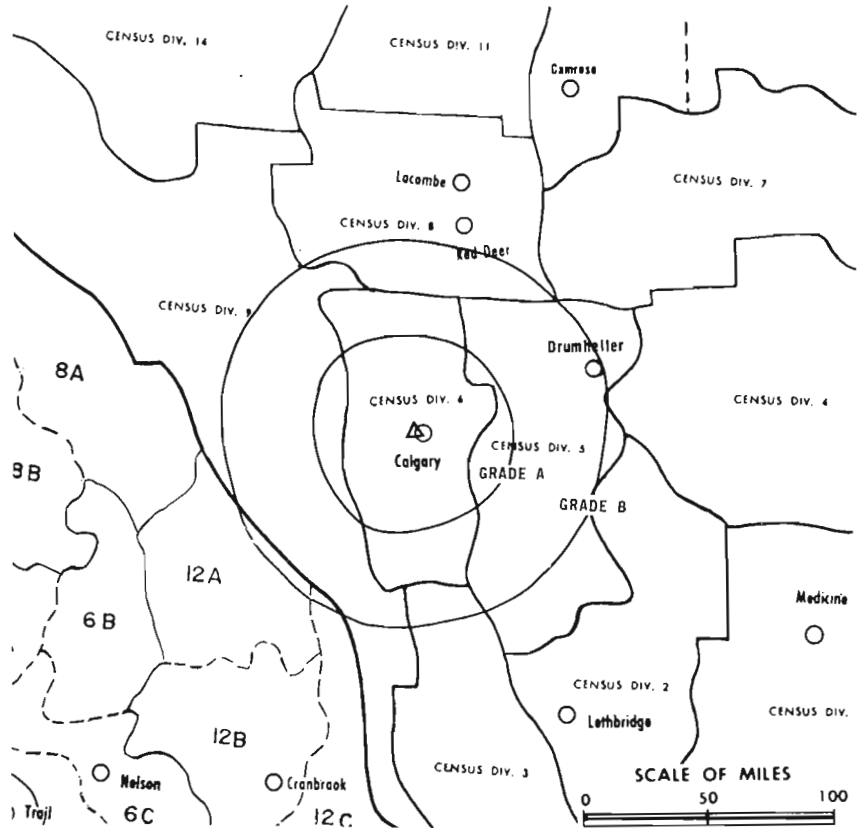 CENSUS DIV. 14
CENSUS DIV. 11
Camrose
Lacombe
CENSUS DIV. 7
CENSUS DIV. 8
Red Deer
CENSUS DIV. 9
Drumheller
8A
CENSUS DIV. 6
CENSUS DIV. 4
Calgary
CENSUS DIV. 5
8B
GRADE A
GRADE B
12A
6B
Medicine
CENSUS DIV. 2
CENSUS DIV.
Lethbridge
12B
CENSUS DIV. 3
SCALE OF MILES
Nelson
Cranbrook
0 50 100
Trail
6C
12C